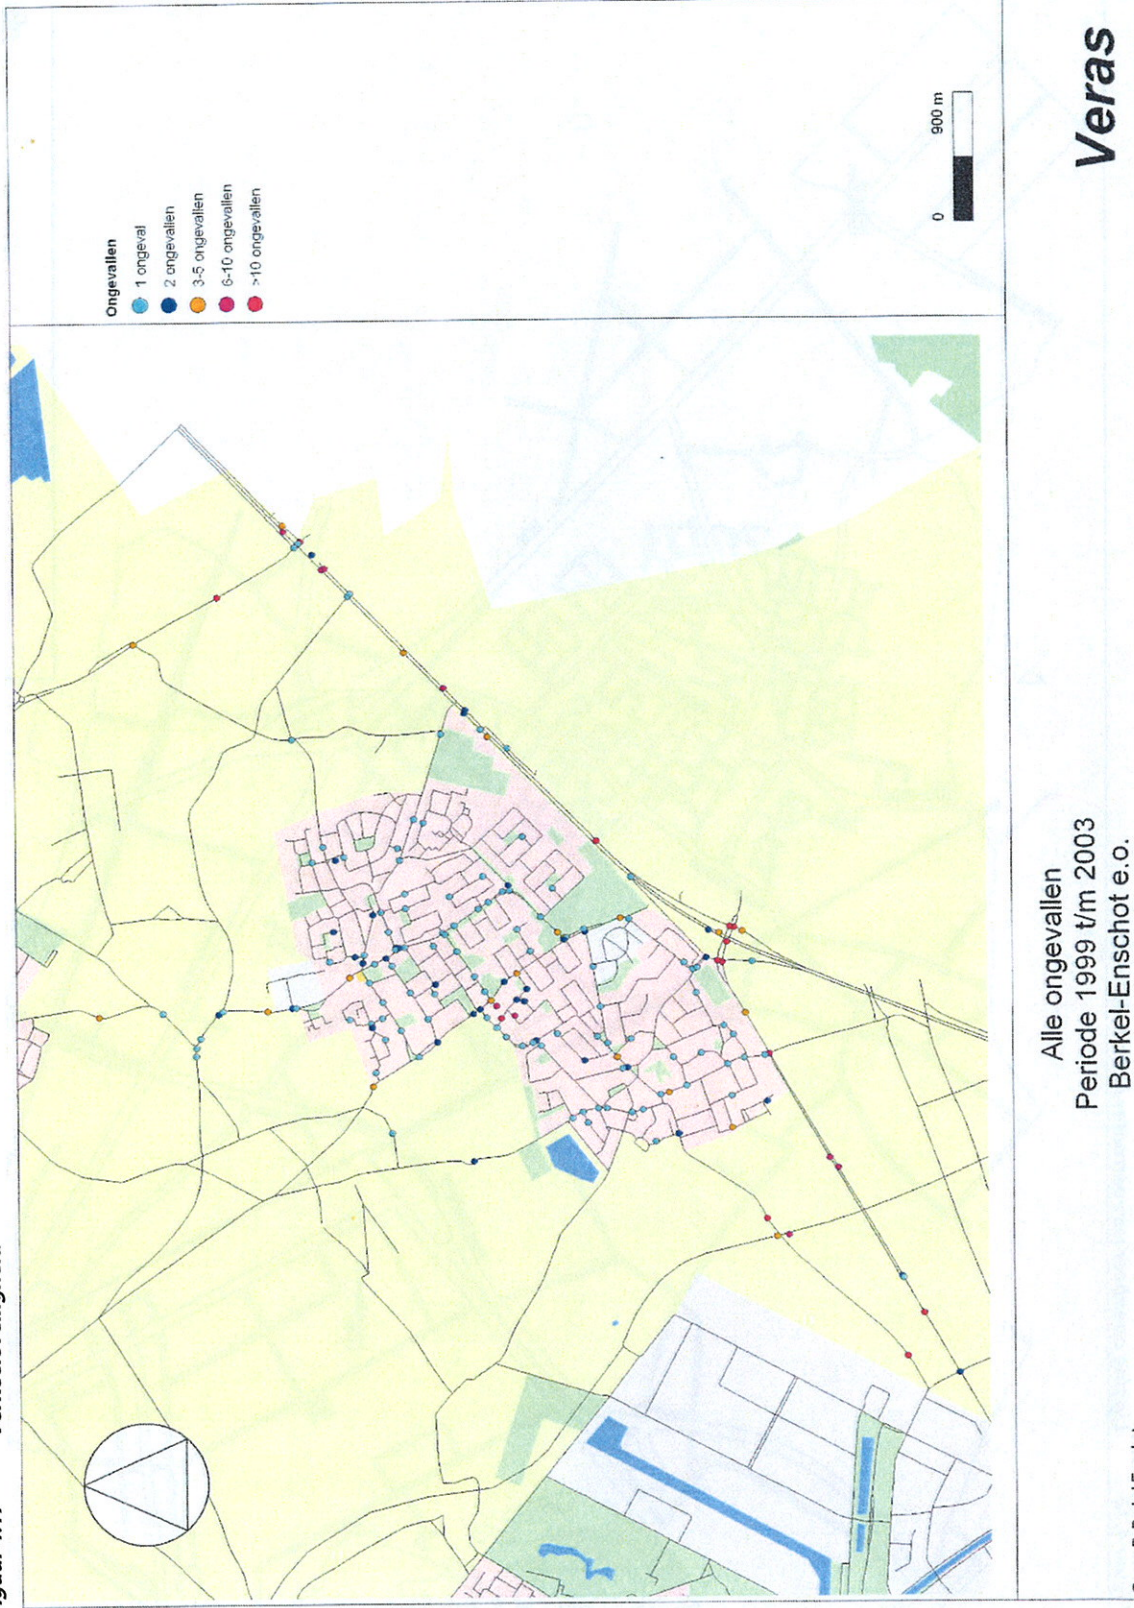 Ongevallen
1 ongeval
2 ongevallen
3-5 ongevallen
6-10 ongevallen
>10 ongevallen
0 900 m
Alle ongevallen
Periode 1999 t/m 2003
Berkel-Enschot e.o.
Veras